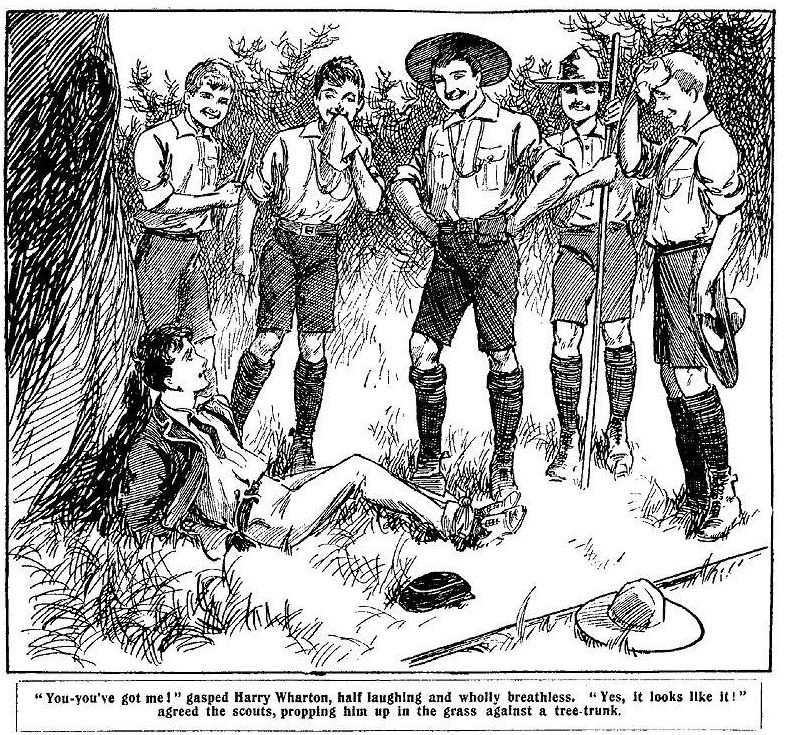 "You-you've got me!" gasped Harry Wharton, half laughing and wholly breathless. "Yes, it looks like it!"
agreed the scouts, propping him up in the grass against a tree-trunk.